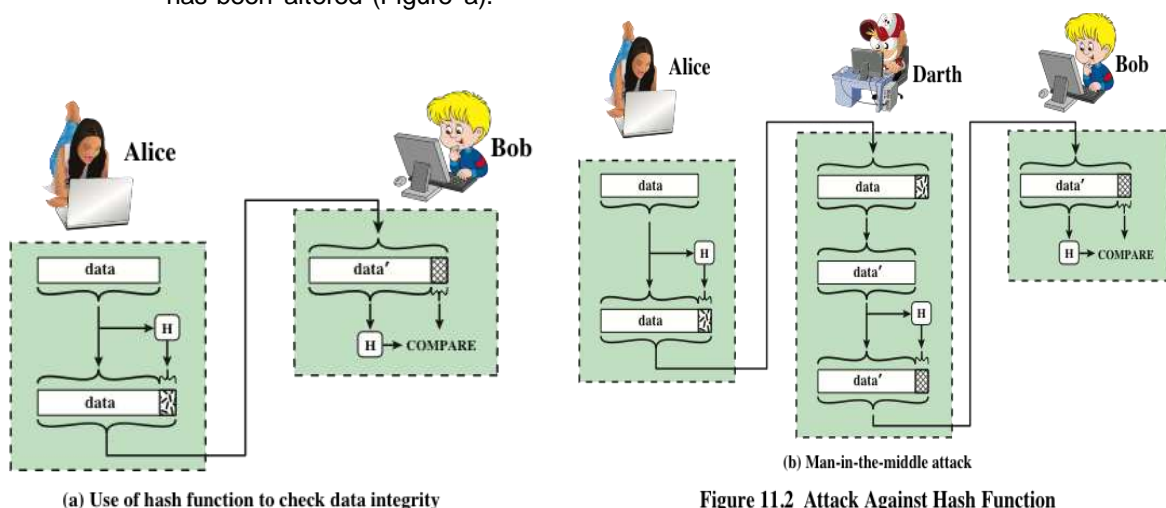 has been altered (Figure a).
Alice
Bob
data
H
data
data′
H
COMPARE
(a) Use of hash function to check data integrity
Alice
Darth
Bob
data
H
data
data
data′
H
data′
data′
H
COMPARE
(b) Man-in-the-middle attack
Figure 11.2 Attack Against Hash Function